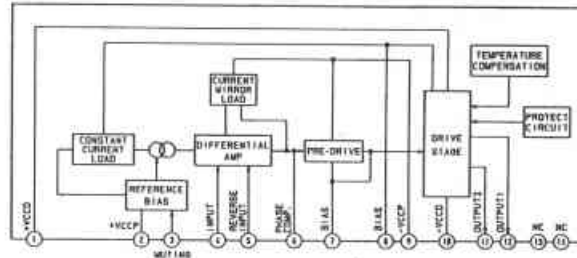 TEMPERATURE
COMPENSATION
CURRENT
MIRROR
LOAD
PROTECT
CIRCUIT
CONSTANT
CURRENT
LOAD
DIFFERENTIAL
AMP
PRE-DRIVE
DRIVE
STAGE
REFERENCE
BIAS
+VCCD
+VCCP
MUTING
INPUT
REVERSE
INPUT
PHASE
COMP.
BIAS
BIAS
-VCCP
-VCCD
OUTPUT2
OUTPUT1
NC
NC
1
2
3
4
5
6
7
8
9
10
11
12